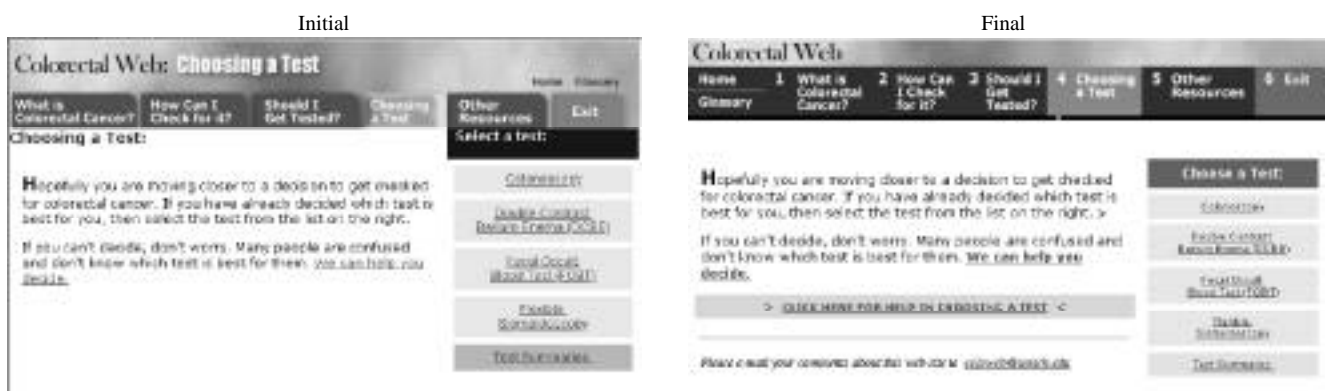 Initial
Colorectal Web: Choosing a Test
Home Glossary
What is Colorectal Cancer?
How Can I Check for it?
Should I Get Tested?
Choosing a Test
Other Resources
Exit
Choosing a Test:
Select a test:
Hopefully you are moving closer to a decision to get checked
for colorectal cancer. If you have already decided which test is
best for you, then select the test from the list on the right.
If you can't decide, don't worry. Many people are confused
and don't know which test is best for them. We can help you
decide.
Colonoscopy
Double Contrast
Barium Enema (DCBE)
Fecal Occult
Blood Test (FOBT)
Flexible
Sigmoidoscopy
Test Summaries
Final
Colorectal Web
Home
Glossary
1 What is Colorectal Cancer?
2 How Can I Check for it?
3 Should I Get Tested?
4 Choosing a Test
5 Other Resources
6 Exit
Hopefully you are moving closer to a decision to get checked
for colorectal cancer. If you have already decided which test is
best for you, then select the test from the list on the right. >
If you can't decide, don't worry. Many people are confused and
don't know which test is best for them. We can help you
decide.
> CLICK HERE FOR HELP IN CHOOSING A TEST <
Please e-mail your comments about this web site to
Choose a Test:
Colonoscopy
Double Contrast
Barium Enema (DCBE)
Fecal Occult
Blood Test (FOBT)
Flexible
Sigmoidoscopy
Test Summaries